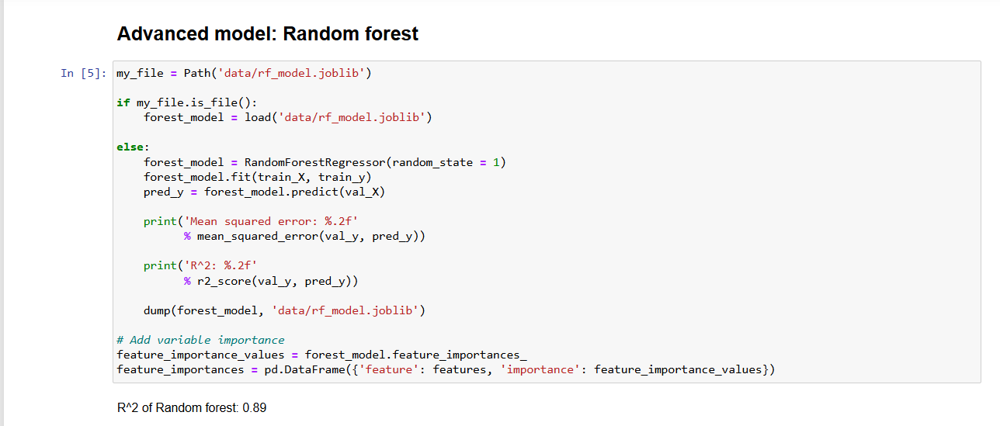 Advanced model: Random forest
In [5]: my_file = Path('data/rf_model.joblib')
if my_file.is_file():
    forest_model = load('data/rf_model.joblib')
else:
    forest_model = RandomForestRegressor(random_state = 1)
    forest_model.fit(train_X, train_y)
    pred_y = forest_model.predict(val_X)
    print('Mean squared error: %.2f'
          % mean_squared_error(val_y, pred_y))
    print('R^2: %.2f'
          % r2_score(val_y, pred_y))
    dump(forest_model, 'data/rf_model.joblib')
# Add variable importance
feature_importance_values = forest_model.feature_importances_
feature_importances = pd.DataFrame({'feature': features, 'importance': feature_importance_values})
R^2 of Random forest: 0.89